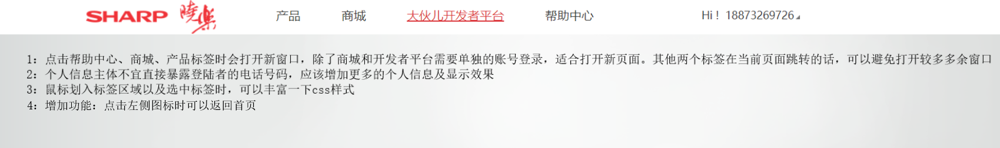 SHARP 暁樂 产品 商城 大伙儿开发者平台 帮助中心 Hi！18873269726
1：点击帮助中心、商城、产品标签时会打开新窗口，除了商城和开发者平台需要单独的账号登录，适合打开新页面。其他两个标签在当前页面跳转的话，可以避免打开较多多余窗口
2：个人信息主体不宜直接暴露登陆者的电话号码，应该增加更多的个人信息及显示效果
3：鼠标划入标签区域以及选中标签时，可以丰富一下css样式
4：增加功能：点击左侧图标时可以返回首页